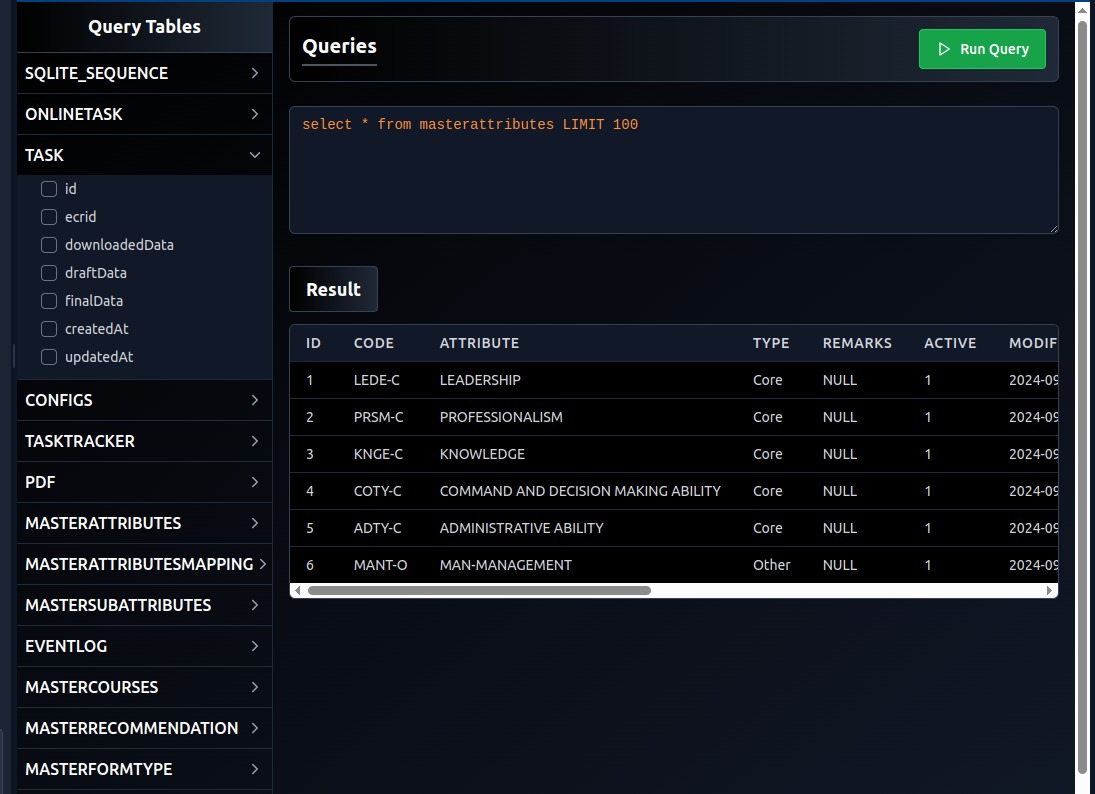 Query Tables
SQLITE_SEQUENCE
ONLINETASK
TASK
id
ecrid
downloadedData
draftData
finalData
createdAt
updatedAt
CONFIGS
TASKTRACKER
PDF
MASTERATTRIBUTES
MASTERATTRIBUTESMAPPING
MASTERSUBATTRIBUTES
EVENTLOG
MASTERCOURSES
MASTERRECOMMENDATION
MASTERFORMTYPE
Queries
Run Query
select * from masterattributes LIMIT 100
Result
ID CODE ATTRIBUTE TYPE REMARKS ACTIVE MODIF
1 LEDE-C LEADERSHIP Core NULL 1 2024-09
2 PRSM-C PROFESSIONALISM Core NULL 1 2024-09
3 KNGE-C KNOWLEDGE Core NULL 1 2024-09
4 COTY-C COMMAND AND DECISION MAKING ABILITY Core NULL 1 2024-09
5 ADTY-C ADMINISTRATIVE ABILITY Core NULL 1 2024-09
6 MANT-O MAN-MANAGEMENT Other NULL 1 2024-09